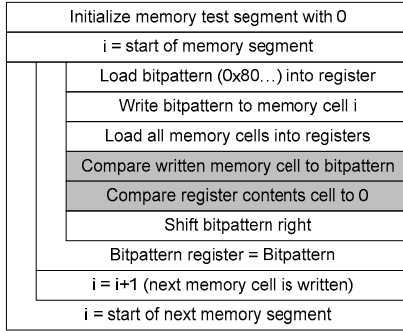 Initialize memory test segment with 0
i = start of memory segment
Load bitpattern (0x80...) into register
Write bitpattern to memory cell i
Load all memory cells into registers
Compare written memory cell to bitpattern
Compare register contents cell to 0
Shift bitpattern right
Bitpattern register = Bitpattern
i = i+1 (next memory cell is written)
i = start of next memory segment